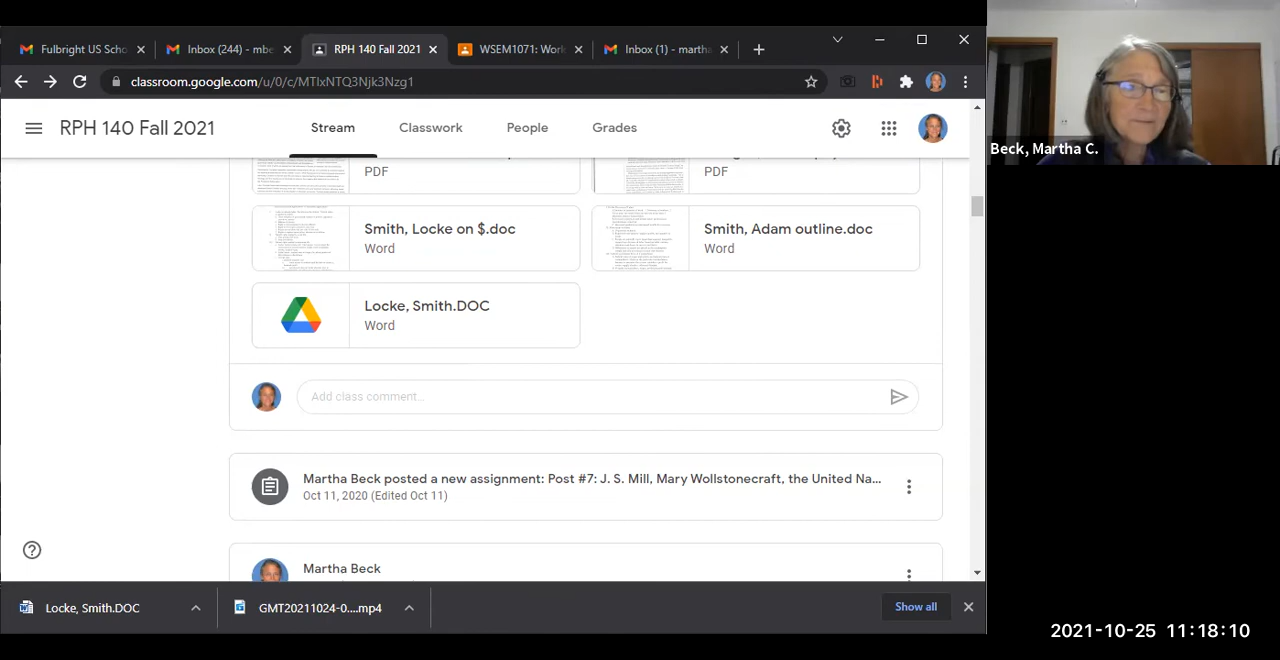 Fulbright US Scho
Inbox (244) - mbe
RPH 140 Fall 2021
WSEM1071: Work
Inbox (1) - martha
classroom.google.com/u/0/c/MTIxNTQ3Njk3Nzg1
RPH 140 Fall 2021
Stream
Classwork
People
Grades
PDF
PDF
Smith, Locke on $.doc
Word
Smith, Adam outline.doc
Word
Locke, Smith.DOC
Word
Add class comment...
Martha Beck posted a new assignment: Post #7: J. S. Mill, Mary Wollstonecraft, the United Na...
Oct 11, 2020 (Edited Oct 11)
Martha Beck
Locke, Smith.DOC
GMT20211024-0....mp4
Show all
Beck, Martha C.
2021-10-25 11:18:10